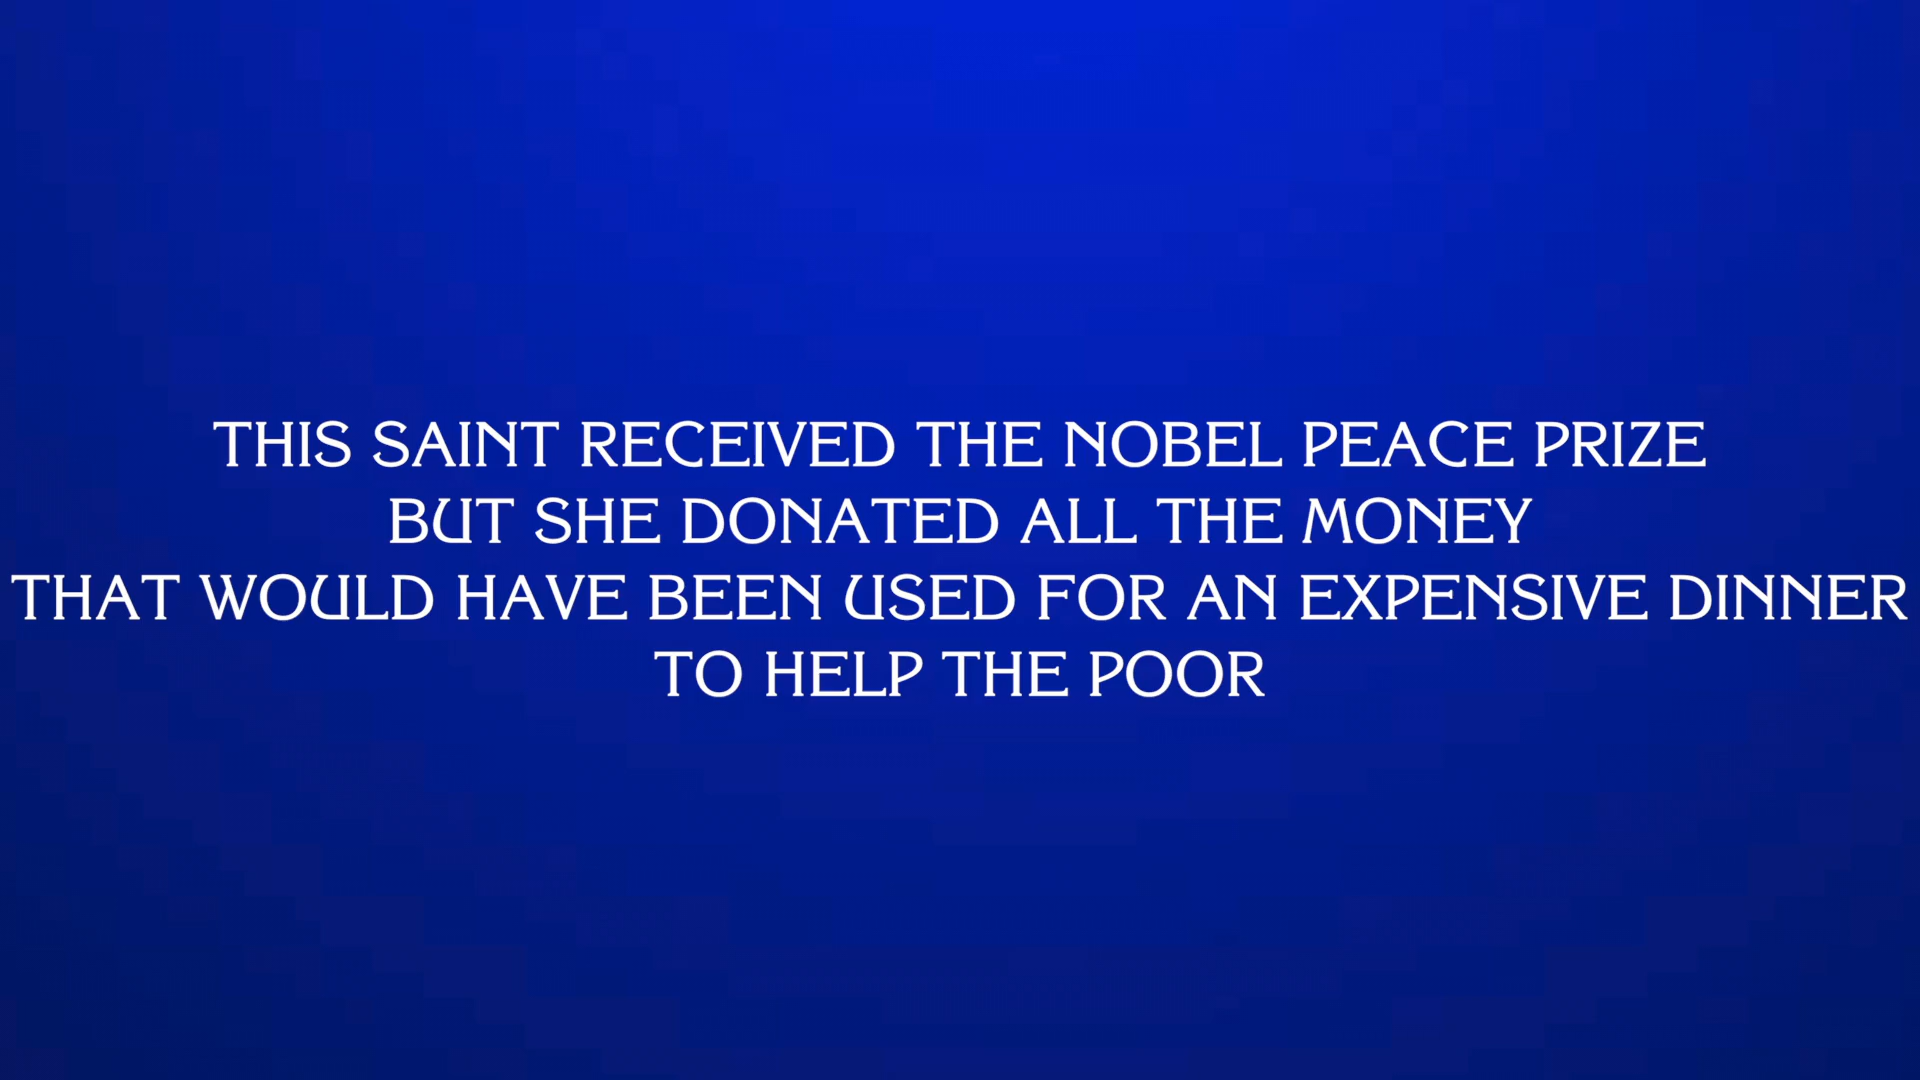 THIS SAINT RECEIVED THE NOBEL PEACE PRIZE
BUT SHE DONATED ALL THE MONEY
THAT WOULD HAVE BEEN USED FOR AN EXPENSIVE DINNER
TO HELP THE POOR